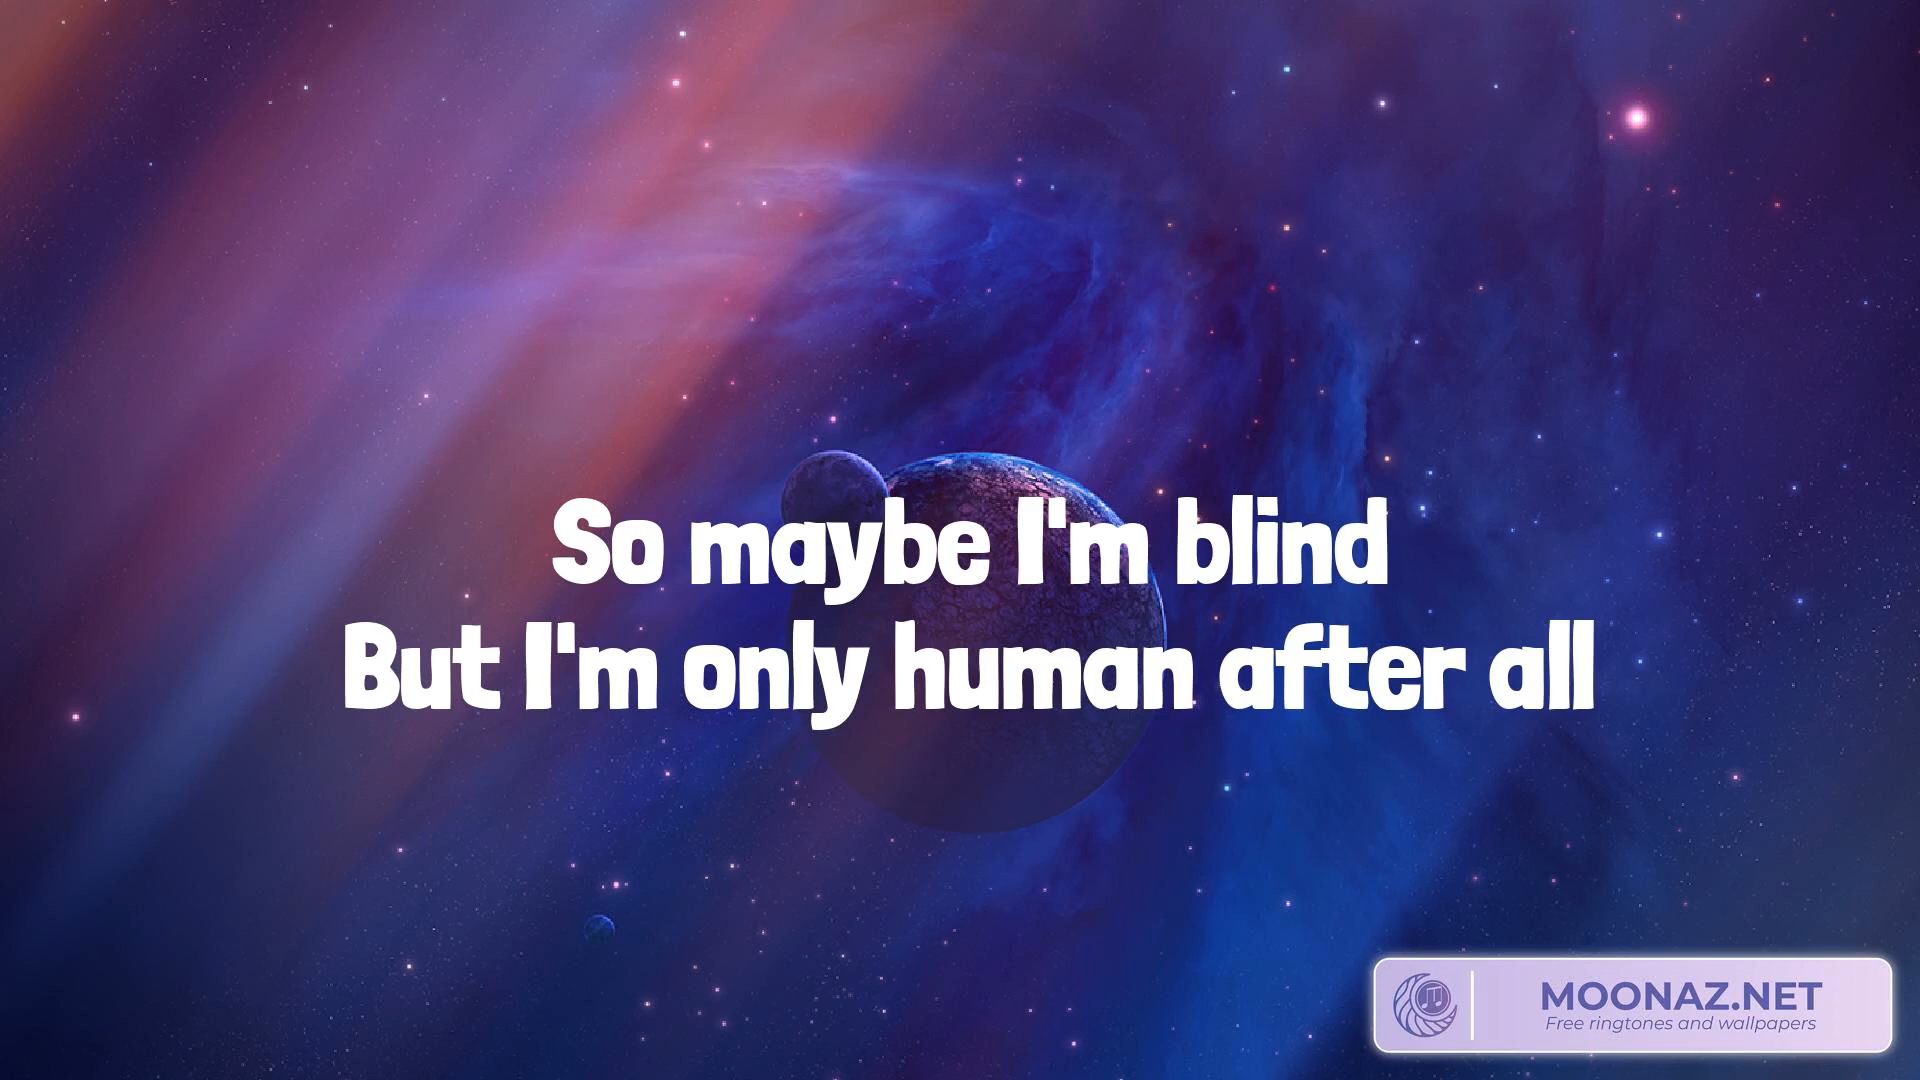 So maybe I'm blind
But I'm only human after all
MOONAZ.NET
Free ringtones and wallpapers